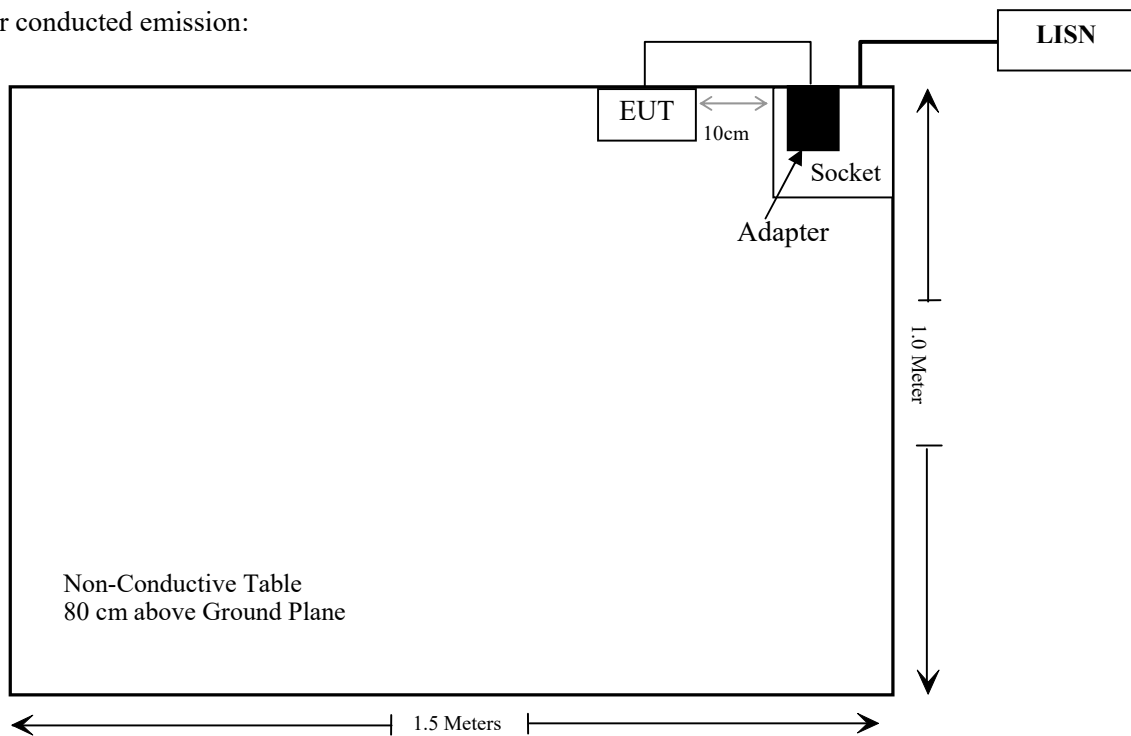 r conducted emission:
LISN
EUT
10cm
Socket
Adapter
1.0 Meter
Non-Conductive Table
80 cm above Ground Plane
1.5 Meters